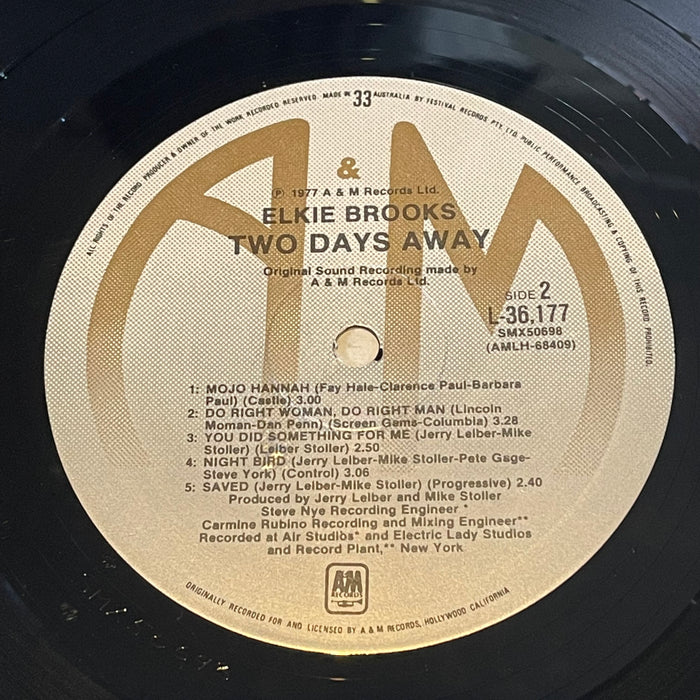 ALL RIGHTS OF THE RECORD PRODUCER & OWNER OF THE WORK RECORDED RESERVED. MADE IN 33 AUSTRALIA BY FESTIVAL RECORDS PTY. LTD. PUBLIC PERFORMANCE BROADCASTING & COPYING OF THIS RECORD PROHIBITED.
A & M
℗ 1977 A & M Records Ltd.
ELKIE BROOKS
TWO DAYS AWAY
Original Sound Recording made by
A & M Records Ltd.
SIDE 2
L-36,177
SMX50698
(AMLH-68409)
1: MOJO HANNAH (Fay Hale-Clarence Paul-Barbara
Paul) (Castle) 3.00
2: DO RIGHT WOMAN, DO RIGHT MAN (Lincoln
Moman-Dan Penn) (Screen Gems-Columbia) 3.28
3: YOU DID SOMETHING FOR ME (Jerry Leiber-Mike
Stoller) (Leiber Stoller) 2.50
4: NIGHT BIRD (Jerry Leiber-Mike Stoller-Pete Gage-
Steve York) (Control) 3.06
5: SAVED (Jerry Leiber-Mike Stoller) (Progressive) 2.40
Produced by Jerry Leiber and Mike Stoller
Steve Nye Recording Engineer *
Carmine Rubino Recording and Mixing Engineer**
Recorded at Air Studios* and Electric Lady Studios
and Record Plant,** New York
A&M
RECORDS
ORIGINALLY RECORDED FOR AND LICENSED BY A & M RECORDS, HOLLYWOOD CALIFORNIA